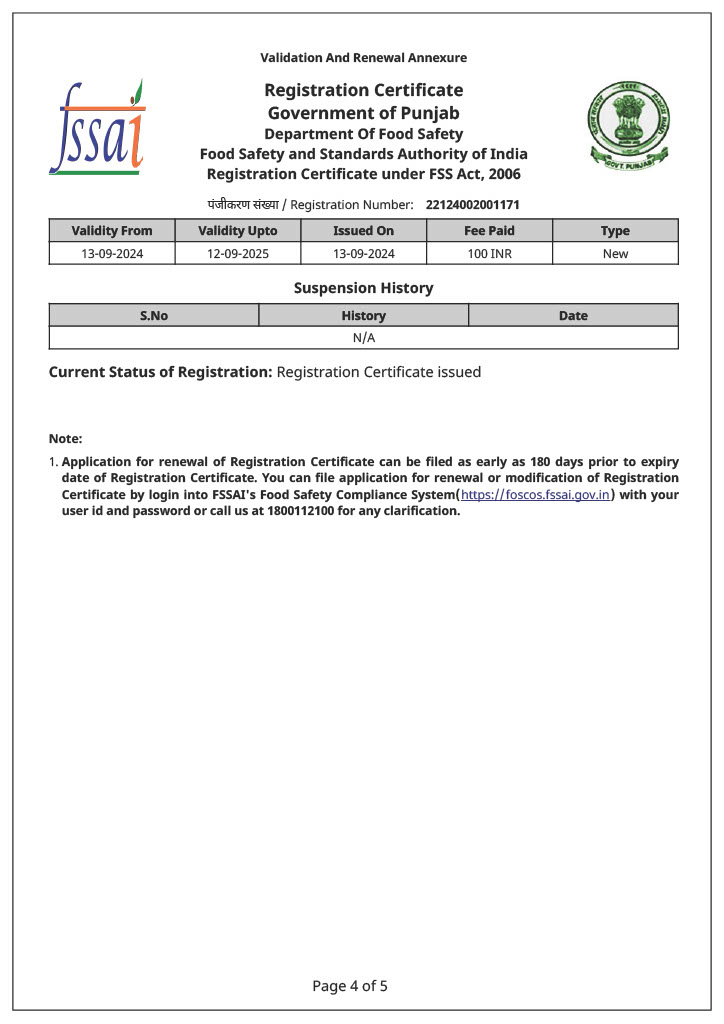 Validation And Renewal Annexure
fssai
Registration Certificate
Government of Punjab
Department Of Food Safety
Food Safety and Standards Authority of India
Registration Certificate under FSS Act, 2006
GOVT. PUNJAB
पंजीकरण संख्या / Registration Number: 22124002001171
Validity From Validity Upto Issued On Fee Paid Type
13-09-2024 12-09-2025 13-09-2024 100 INR New
Suspension History
S.No History Date
N/A
Current Status of Registration: Registration Certificate issued
Note:
1. Application for renewal of Registration Certificate can be filed as early as 180 days prior to expiry
date of Registration Certificate. You can file application for renewal or modification of Registration
Certificate by login into FSSAI's Food Safety Compliance System(https://foscos.fssai.gov.in) with your
user id and password or call us at 1800112100 for any clarification.
Page 4 of 5